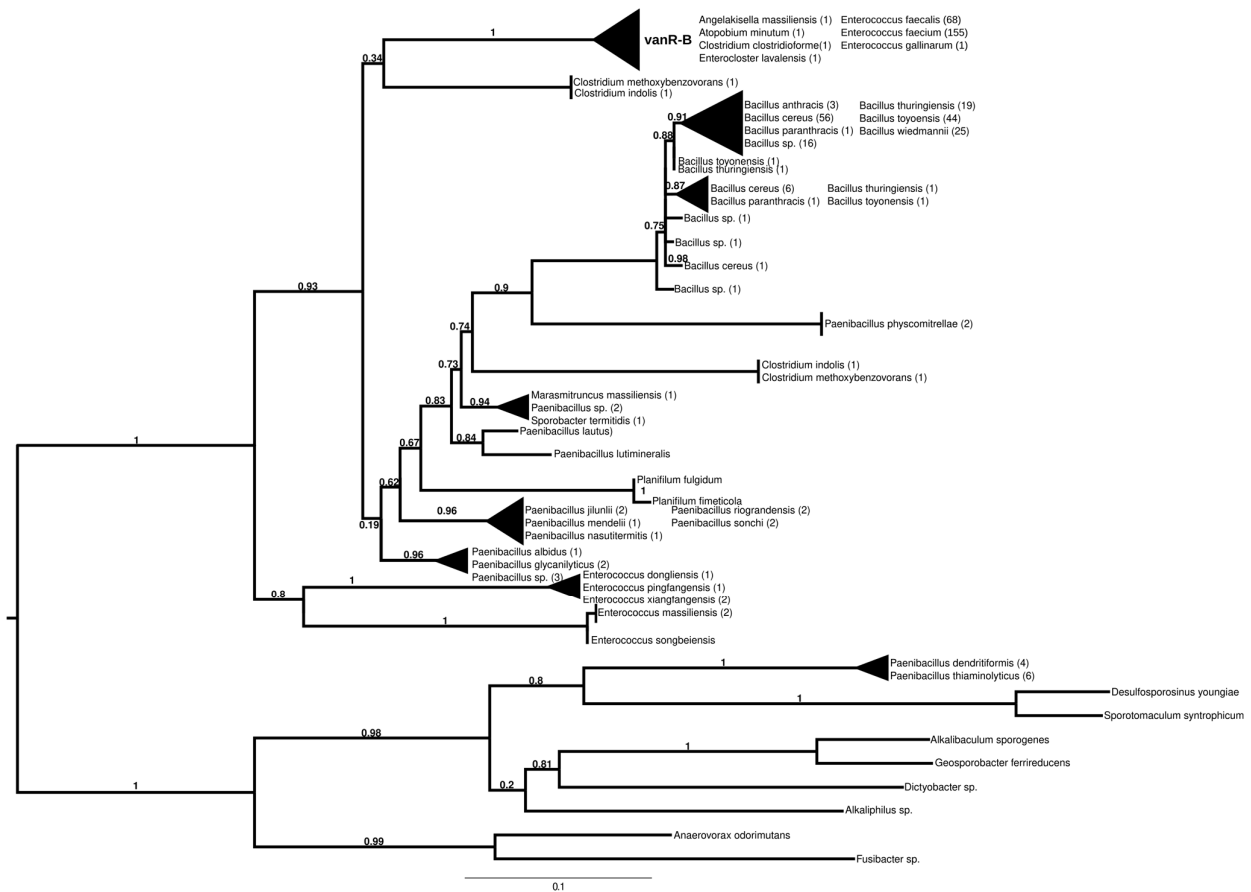 1
vanR-B
Angelakisella massiliensis (1) Enterococcus faecalis (68)
Atopobium minutum (1) Enterococcus faecium (155)
Clostridium clostridioforme(1) Enterococcus gallinarum (1)
Enterocloster lavalensis (1)
0.34
Clostridium methoxybenzovorans (1)
Clostridium indolis (1)
0.91
Bacillus anthracis (3) Bacillus thuringiensis (19)
Bacillus cereus (56) Bacillus toyoensis (44)
Bacillus paranthracis (1) Bacillus wiedmannii (25)
Bacillus sp. (16)
0.88
Bacillus toyonensis (1)
Bacillus thuringiensis (1)
0.87
Bacillus cereus (6) Bacillus thuringiensis (1)
Bacillus paranthracis (1) Bacillus toyonensis (1)
Bacillus sp. (1)
0.75
Bacillus sp. (1)
0.98
Bacillus cereus (1)
0.93
0.9
Bacillus sp. (1)
0.74
Paenibacillus physcomitrellae (2)
0.73
Clostridium indolis (1)
Clostridium methoxybenzovorans (1)
0.83
0.94
Marasmitruncus massiliensis (1)
Paenibacillus sp. (2)
Sporobacter termitidis (1)
Paenibacillus lautus)
0.84
Paenibacillus lutimineralis
1
0.67
0.62
Planifilum fulgidum
1
Planifilum fimeticola
0.96
Paenibacillus jilunlii (2) Paenibacillus riograndensis (2)
Paenibacillus mendelii (1) Paenibacillus sonchi (2)
Paenibacillus nasutitermitis (1)
0.19
0.96
Paenibacillus albidus (1)
Paenibacillus glycanilyticus (2)
Paenibacillus sp. (3)
0.8
1
Enterococcus dongliensis (1)
Enterococcus pingfangensis (1)
Enterococcus xiangfangensis (2)
1
Enterococcus massiliensis (2)
Enterococcus songbeiensis
0.8
1
Paenibacillus dendritiformis (4)
Paenibacillus thiaminolyticus (6)
1
Desulfosporosinus youngiae
Sporotomaculum syntrophicum
0.98
1
Alkalibaculum sporogenes
Geosporobacter ferrireducens
0.81
0.2
1
Dictyobacter sp.
Alkaliphilus sp.
0.99
Anaerovorax odorimutans
Fusibacter sp.
0.1